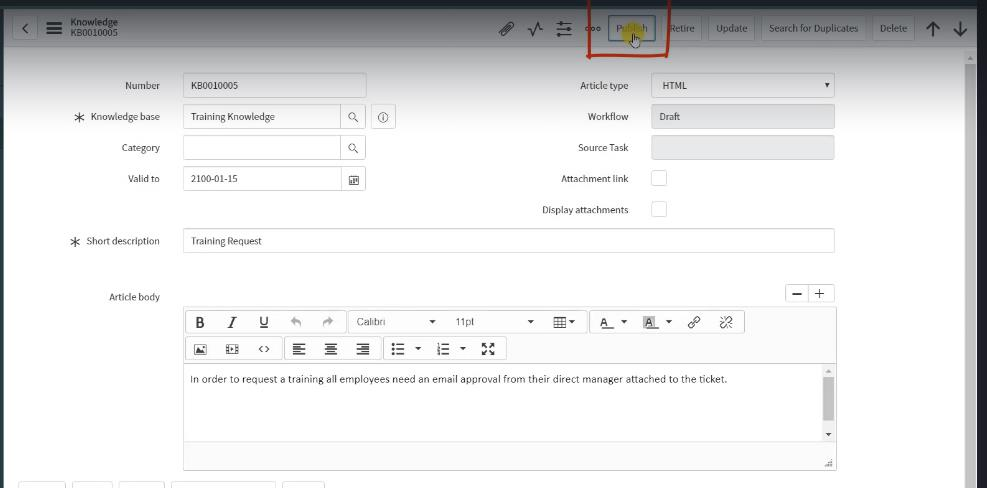 Knowledge
KB0010005
Publish Retire Update Search for Duplicates Delete
Number KB0010005 Article type HTML
Knowledge base Training Knowledge Workflow Draft
Category Source Task
Valid to 2100-01-15 Attachment link
Display attachments
Short description Training Request
Article body
B I U Calibri 11pt A A
In order to request a training all employees need an email approval from their direct manager attached to the ticket.